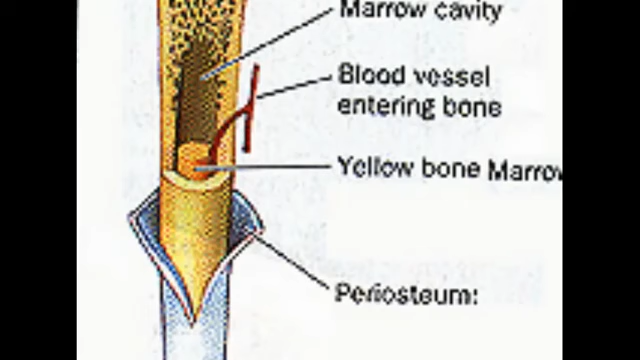 Marrow cavity
Blood vessel
entering bone
Yellow bone Marrow
Periosteum: